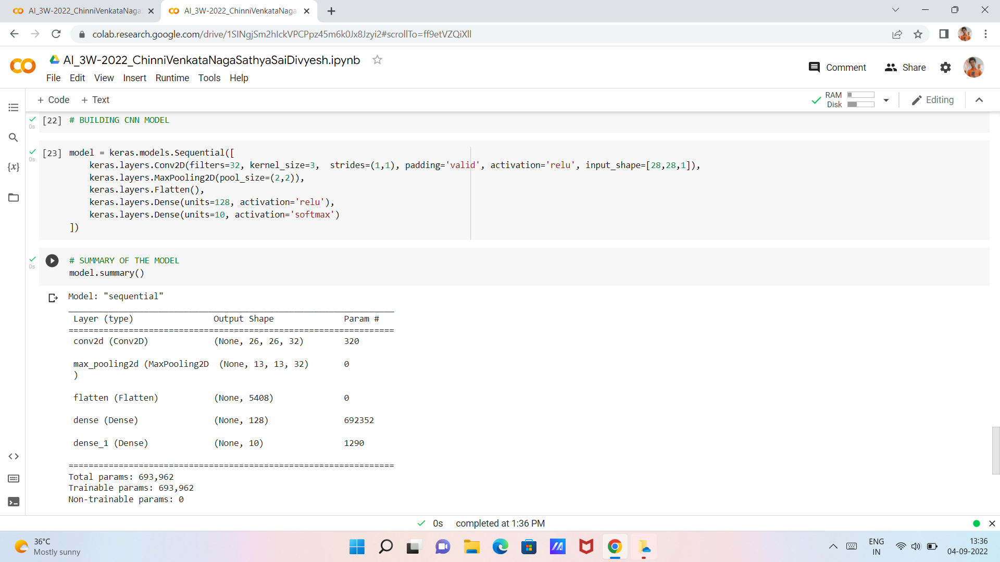 AI_3W-2022_ChinniVenkataNaga
AI_3W-2022_ChinniVenkataNaga
colab.research.google.com/drive/1SINgjSm2hIckVPCPpz45m6k0Jx8Jzyi2#scrollTo=ff9etVZQiXll
AI_3W-2022_ChinniVenkataNagaSathyaSaiDivyesh.ipynb
File Edit View Insert Runtime Tools Help
Comment Share
+ Code + Text
RAM
Disk
Editing
0s
[22] # BUILDING CNN MODEL
0s
[23] model = keras.models.Sequential([
keras.layers.Conv2D(filters=32, kernel_size=3,  strides=(1,1), padding='valid', activation='relu', input_shape=[28,28,1]),
keras.layers.MaxPooling2D(pool_size=(2,2)),
keras.layers.Flatten(),
keras.layers.Dense(units=128, activation='relu'),
keras.layers.Dense(units=10, activation='softmax')
])
0s
# SUMMARY OF THE MODEL
model.summary()
Model: "sequential"
_________________________________________________________________
Layer (type) Output Shape Param #
=================================================================
conv2d (Conv2D) (None, 26, 26, 32) 320
max_pooling2d (MaxPooling2D (None, 13, 13, 32) 0
)
flatten (Flatten) (None, 5408) 0
dense (Dense) (None, 128) 692352
dense_1 (Dense) (None, 10) 1290
=================================================================
Total params: 693,962
Trainable params: 693,962
Non-trainable params: 0
0s completed at 1:36 PM
36°C
Mostly sunny
ENG
IN
13:36
04-09-2022